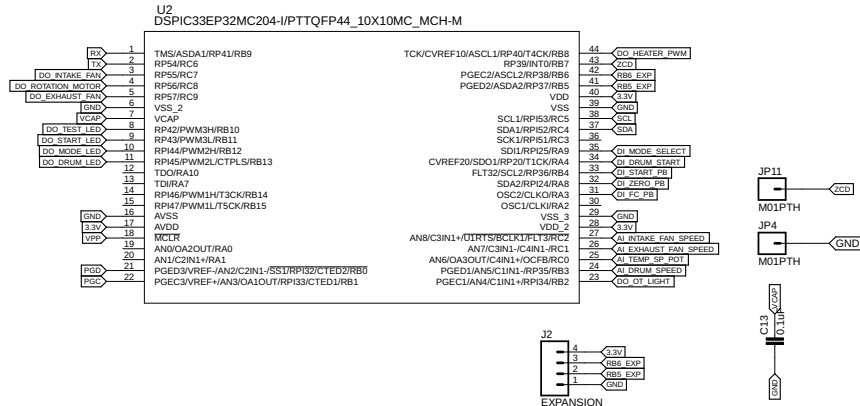 U2
DSPIC33EP32MC204-I/PTTQFP44_10X10MC_MCH-M
RX 1 TMS/ASDA1/RP41/RB9 TCK/CVREF10/ASCL1/RP40/T4CK/RB8 44 DO_HEATER_PWM
TX 2 RP54/RC6 RP39/INT0/RB7 43 ZCD
DO_INTAKE_FAN 3 RP55/RC7 PGEC2/ASCL2/RP38/RB6 42 RB6_EXP
DO_ROTATION_MOTOR 4 RP56/RC8 PGED2/ASDA2/RP37/RB5 41 RB5_EXP
DO_EXHAUST_FAN 5 RP57/RC9 VDD 40 3.3V
GND 6 VSS_2 VSS 39 GND
VCAP 7 VCAP SCL1/RPI53/RC5 38 SCL
DO_TEST_LED 8 RP42/PWM3H/RB10 SDA1/RPI52/RC4 37 SDA
DO_START_LED 9 RP43/PWM3L/RB11 SCK1/RPI51/RC3 36
DO_MODE_LED 10 RPI44/PWM2H/RB12 SDI1/RPI25/RA9 35 DI_MODE_SELECT
DO_DRUM_LED 11 RPI45/PWM2L/CTPLS/RB13 CVREF20/SDO1/RP20/T1CK/RA4 34 DI_DRUM_START
12 TDO/RA10 FLT32/SCL2/RP36/RB4 33 DI_START_PB
13 TDI/RA7 SDA2/RPI24/RA8 32 DI_ZERO_PB
14 RPI46/PWM1H/T3CK/RB14 OSC2/CLKO/RA3 31 DI_FC_PB
15 RPI47/PWM1L/T5CK/RB15 OSC1/CLKI/RA2 30
GND 16 AVSS VSS_3 29 GND
3.3V 17 AVDD VDD_2 28 3.3V
VPP 18 MCLR AN8/C3IN1+/U1RTS/BCLK1/FLT3/RC2 27 AI_INTAKE_FAN_SPEED
19 AN0/OA2OUT/RA0 AN7/C3IN1-/C4IN1-/RC1 26 AI_EXHAUST_FAN_SPEED
20 AN1/C2IN1+/RA1 AN6/OA3OUT/C4IN1+/OCFB/RC0 25 AI_TEMP_SP_POT
PGD 21 PGED3/VREF-/AN2/C2IN1-/SS1/RPI32/CTED2/RB0 PGED1/AN5/C1IN1-/RP35/RB3 24 AI_DRUM_SPEED
PGC 22 PGEC3/VREF+/AN3/OA1OUT/RPI33/CTED1/RB1 PGEC1/AN4/C1IN1+/RPI34/RB2 23 DO_OT_LIGHT
JP11
1 ZCD
M01PTH
JP4
1 GND
M01PTH
VCAP
C13
0.1uF
GND
J2
4 3.3V
3 RB6_EXP
2 RB5_EXP
1 GND
EXPANSION